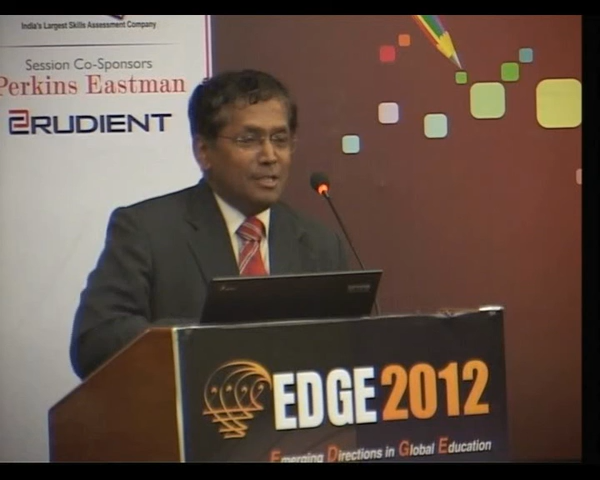 India's Largest Skills Assessment Company
Session Co-Sponsors
Perkins Eastman
PRUDIENT
EDGE 2012
Emerging Directions in Global Education